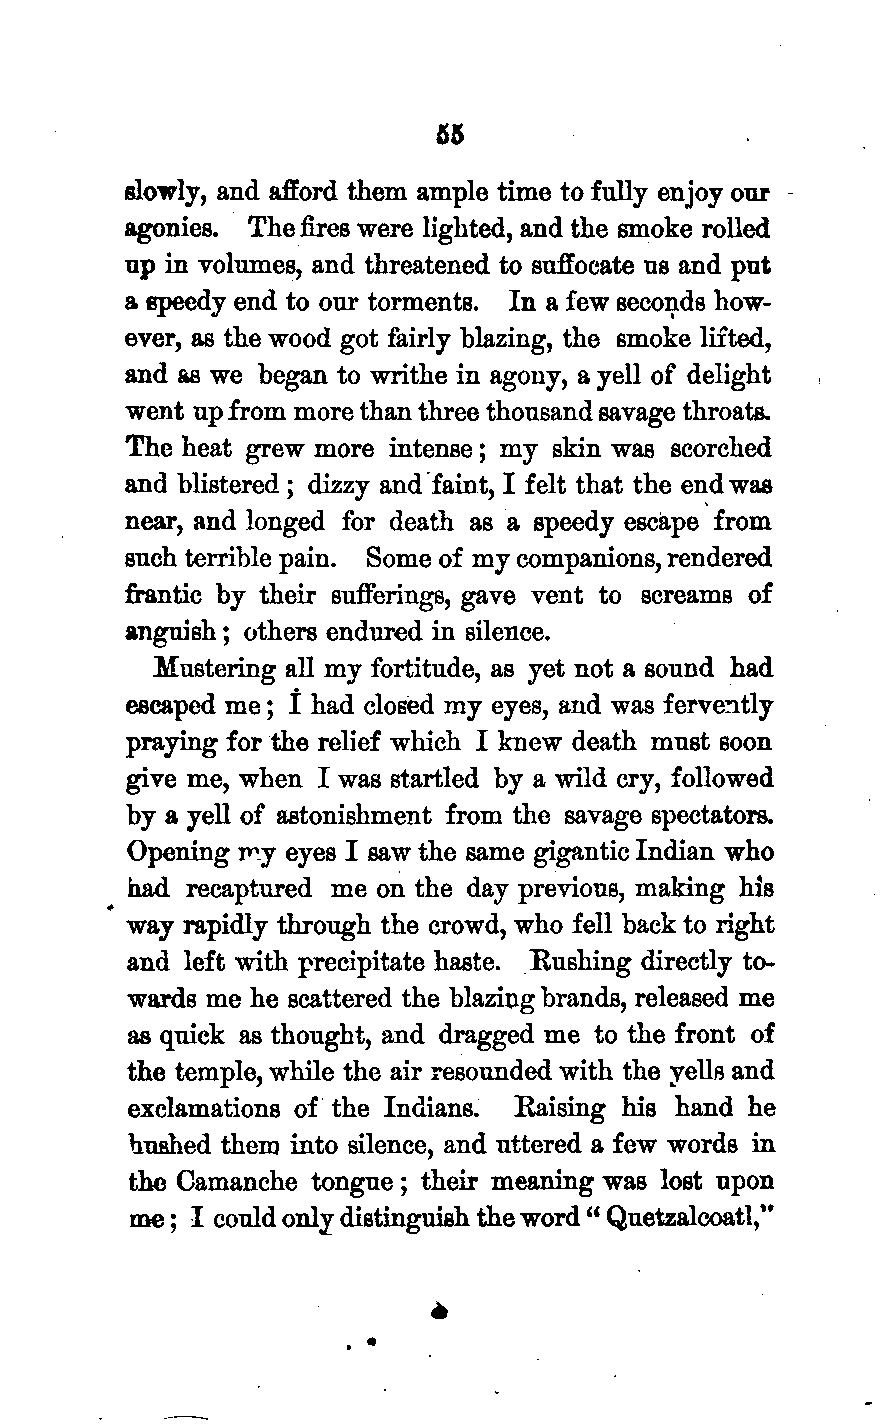 55
slowly, and afford them ample time to fully enjoy our
agonies. The fires were lighted, and the smoke rolled
up in volumes, and threatened to suffocate us and put
a speedy end to our torments. In a few seconds how-
ever, as the wood got fairly blazing, the smoke lifted,
and as we began to writhe in agony, a yell of delight
went up from more than three thousand savage throats.
The heat grew more intense; my skin was scorched
and blistered; dizzy and faint, I felt that the end was
near, and longed for death as a speedy escape from
such terrible pain. Some of my companions, rendered
frantic by their sufferings, gave vent to screams of
anguish; others endured in silence.
Mustering all my fortitude, as yet not a sound had
escaped me; I had closed my eyes, and was fervently
praying for the relief which I knew death must soon
give me, when I was startled by a wild cry, followed
by a yell of astonishment from the savage spectators.
Opening my eyes I saw the same gigantic Indian who
had recaptured me on the day previous, making his
way rapidly through the crowd, who fell back to right
and left with precipitate haste. Rushing directly to-
wards me he scattered the blazing brands, released me
as quick as thought, and dragged me to the front of
the temple, while the air resounded with the yells and
exclamations of the Indians. Raising his hand he
hushed them into silence, and uttered a few words in
the Camanche tongue; their meaning was lost upon
me; I could only distinguish the word "Quetzalcoatl,"